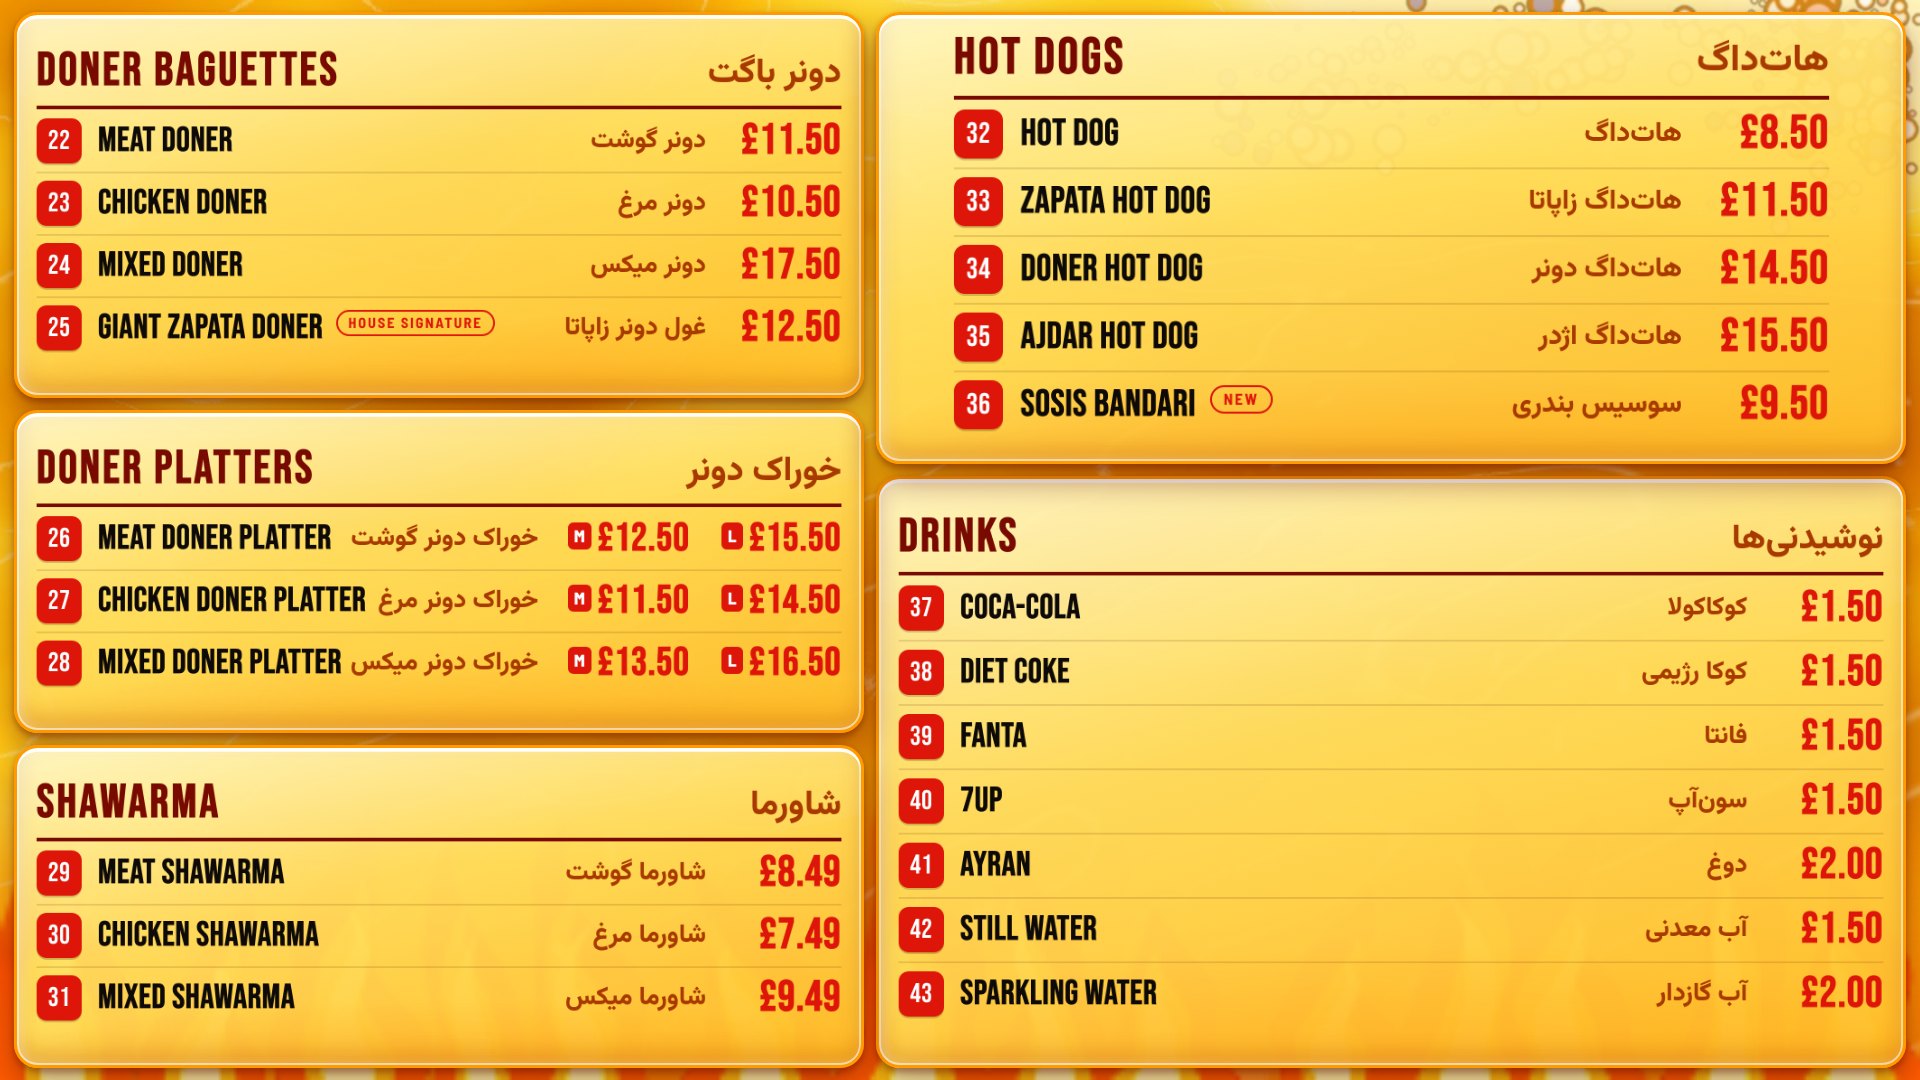 DONER BAGUETTES دونر باگت
22 MEAT DONER دونر گوشت £11.50
23 CHICKEN DONER دونر مرغ £10.50
24 MIXED DONER دونر میکس £17.50
25 GIANT ZAPATA DONER HOUSE SIGNATURE غول دونر زاپاتا £12.50
DONER PLATTERS خوراک دونر
26 MEAT DONER PLATTER خوراک دونر گوشت M £12.50 L £15.50
27 CHICKEN DONER PLATTER خوراک دونر مرغ M £11.50 L £14.50
28 MIXED DONER PLATTER خوراک دونر میکس M £13.50 L £16.50
SHAWARMA شاورما
29 MEAT SHAWARMA شاورما گوشت £8.49
30 CHICKEN SHAWARMA شاورما مرغ £7.49
31 MIXED SHAWARMA شاورما میکس £9.49
HOT DOGS هات‌داگ
32 HOT DOG هات‌داگ £8.50
33 ZAPATA HOT DOG هات‌داگ زاپاتا £11.50
34 DONER HOT DOG هات‌داگ دونر £14.50
35 AJDAR HOT DOG هات‌داگ اژدر £15.50
36 SOSIS BANDARI NEW سوسیس بندری £9.50
DRINKS نوشیدنی‌ها
37 COCA-COLA کوکاکولا £1.50
38 DIET COKE کوکا رژیمی £1.50
39 FANTA فانتا £1.50
40 7UP سون‌آپ £1.50
41 AYRAN دوغ £2.00
42 STILL WATER آب معدنی £1.50
43 SPARKLING WATER آب گازدار £2.00